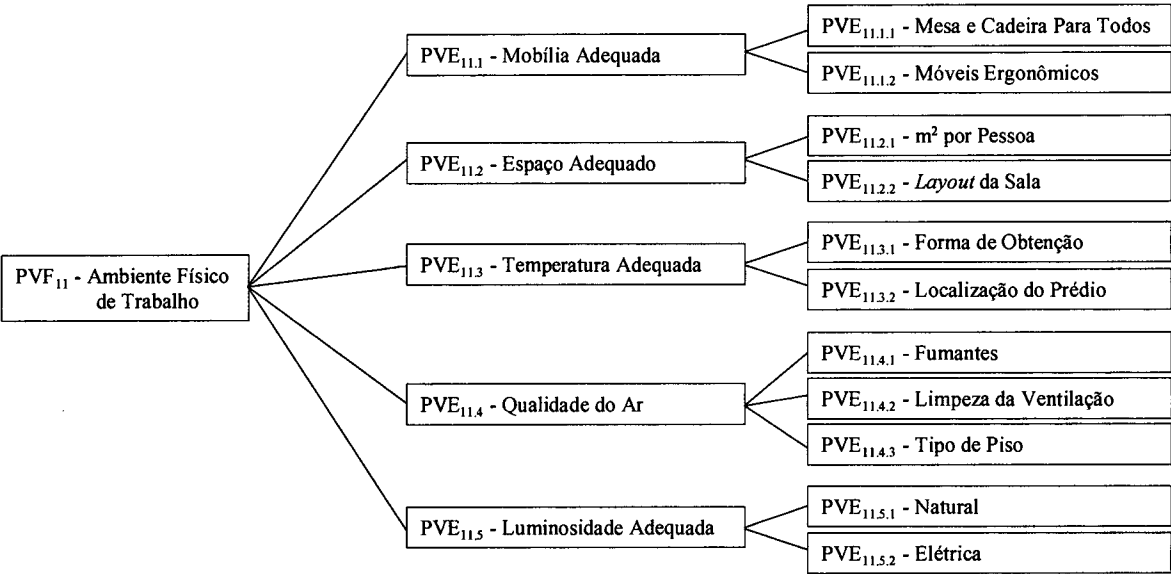 PVF11 - Ambiente Físico
de Trabalho
PVE11.1 - Mobília Adequada
PVE11.1.1 - Mesa e Cadeira Para Todos
PVE11.1.2 - Móveis Ergonômicos
PVE11.2 - Espaço Adequado
PVE11.2.1 - m² por Pessoa
PVE11.2.2 - Layout da Sala
PVE11.3 - Temperatura Adequada
PVE11.3.1 - Forma de Obtenção
PVE11.3.2 - Localização do Prédio
PVE11.4 - Qualidade do Ar
PVE11.4.1 - Fumantes
PVE11.4.2 - Limpeza da Ventilação
PVE11.4.3 - Tipo de Piso
PVE11.5 - Luminosidade Adequada
PVE11.5.1 - Natural
PVE11.5.2 - Elétrica